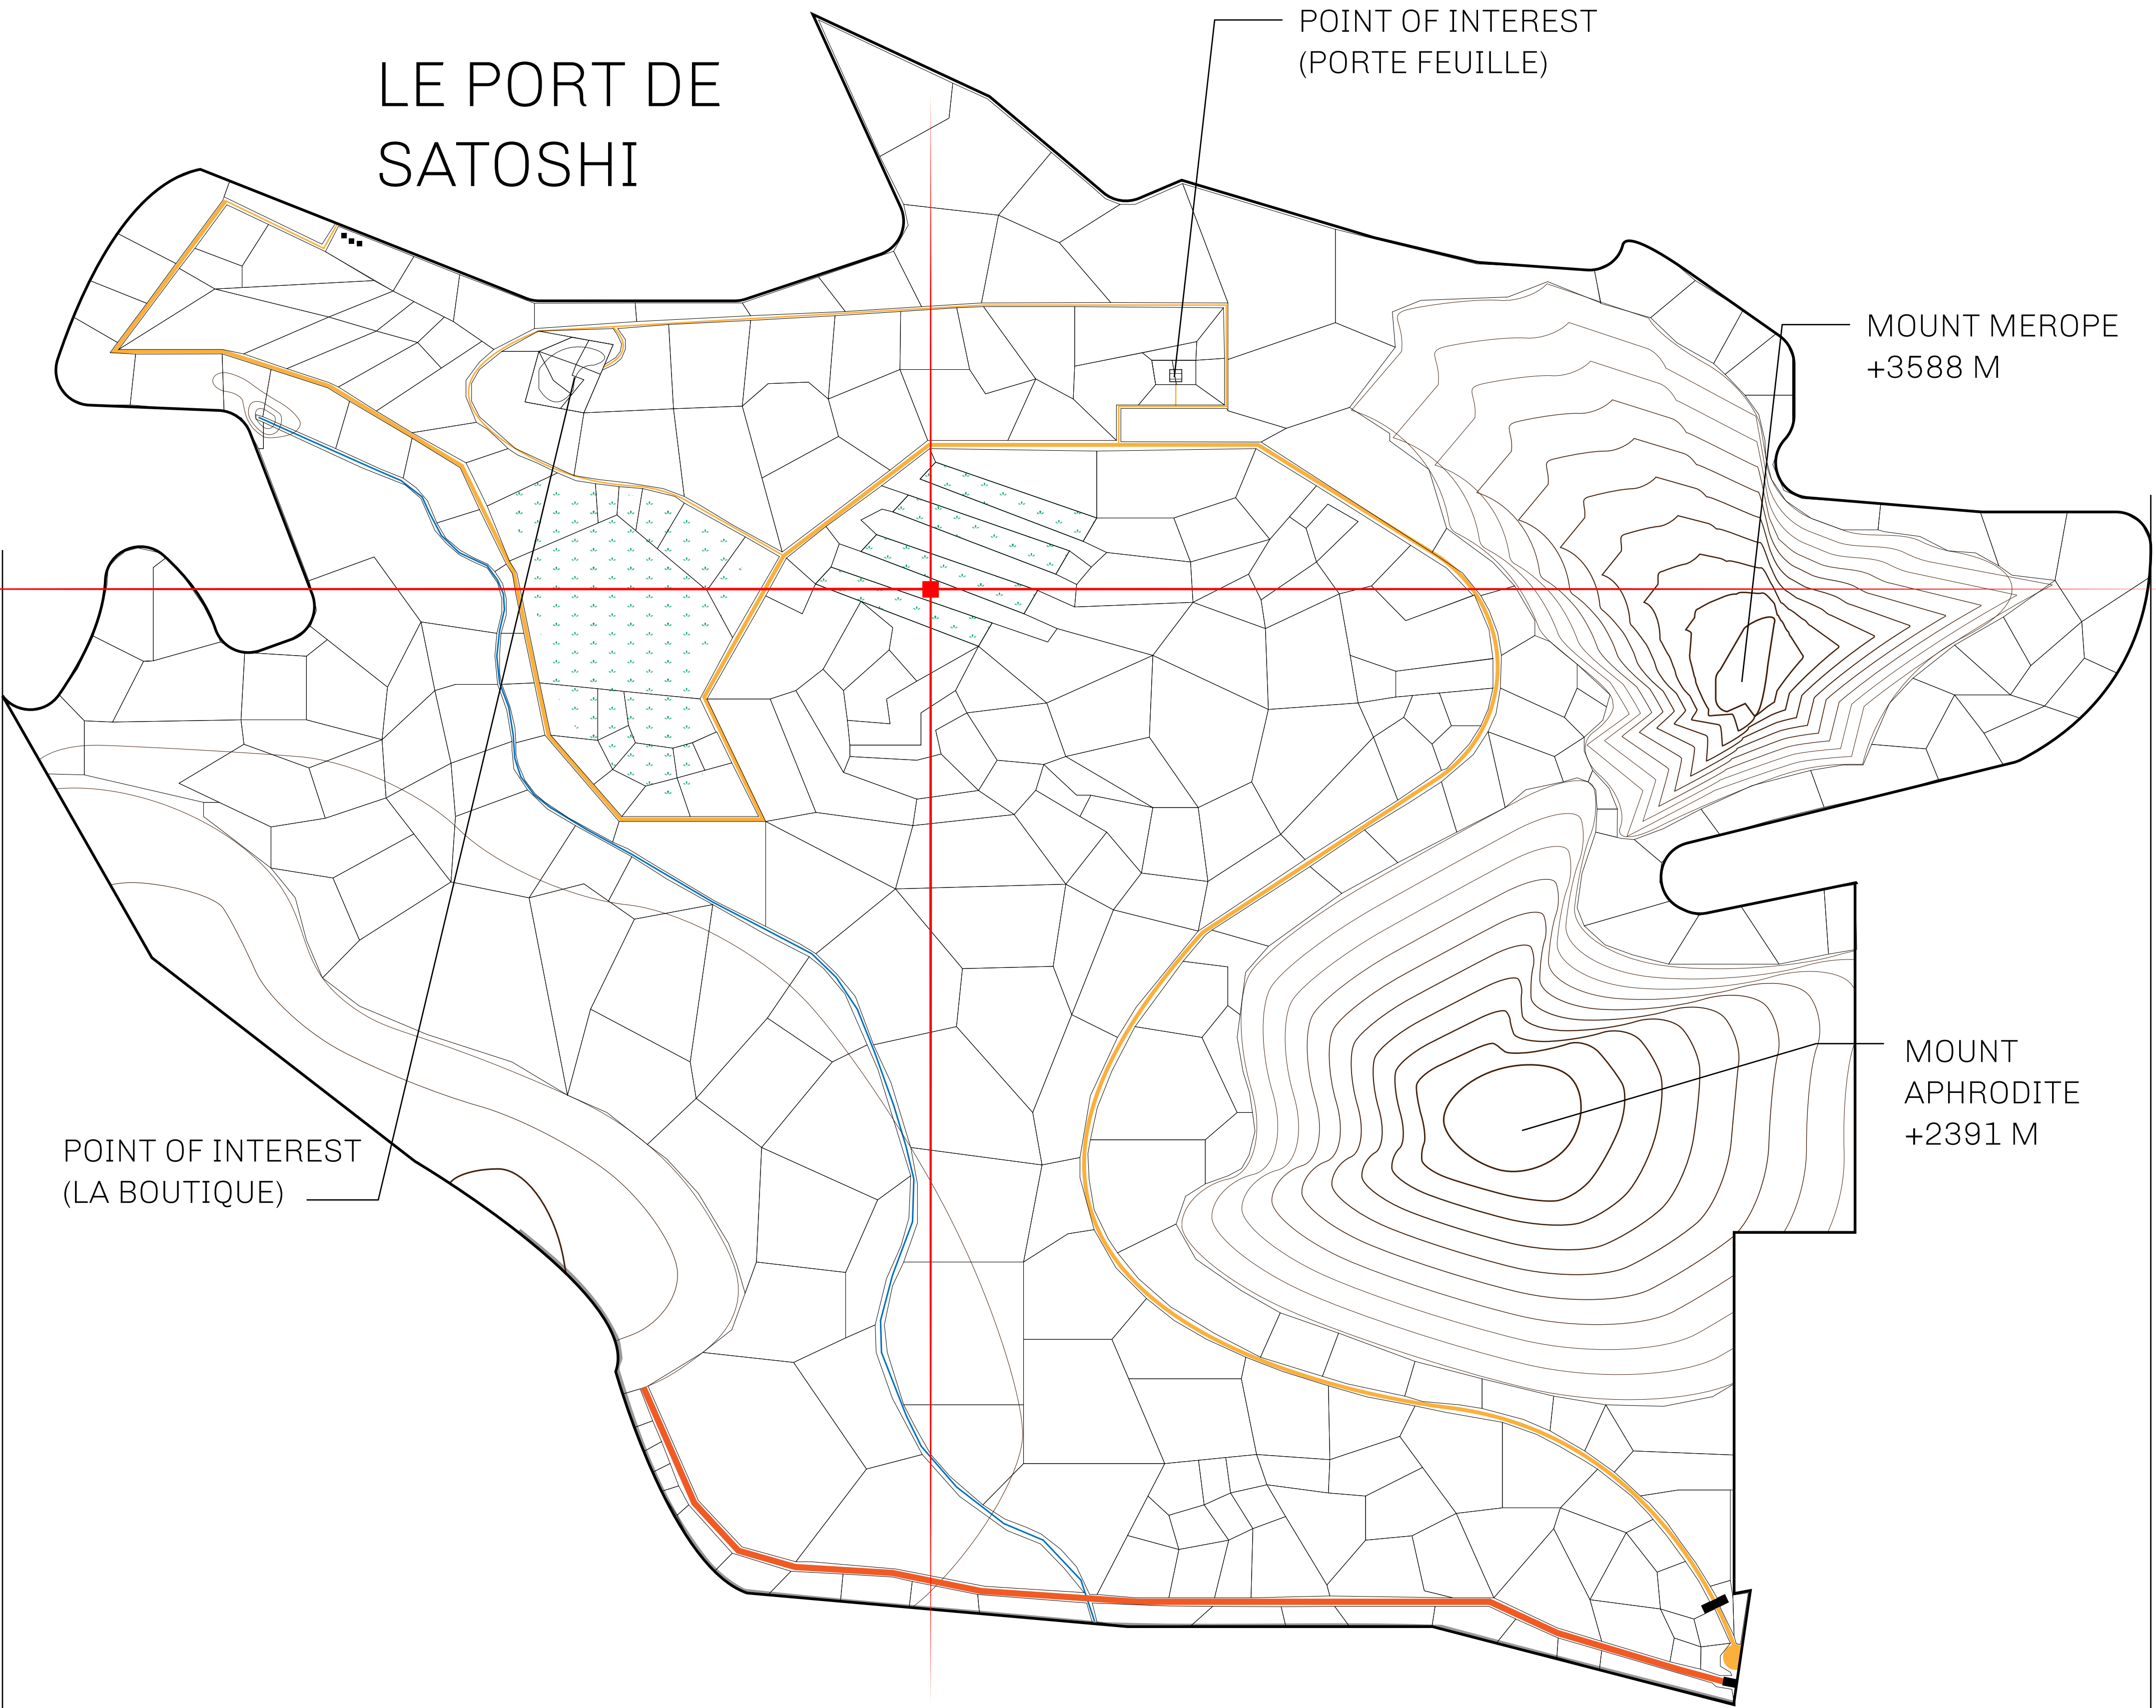 LE PORT DE
SATOSHI
POINT OF INTEREST
(PORTE FEUILLE)
MOUNT MEROPE
+3588 M
MOUNT
APHRODITE
+2391 M
POINT OF INTEREST
(LA BOUTIQUE)